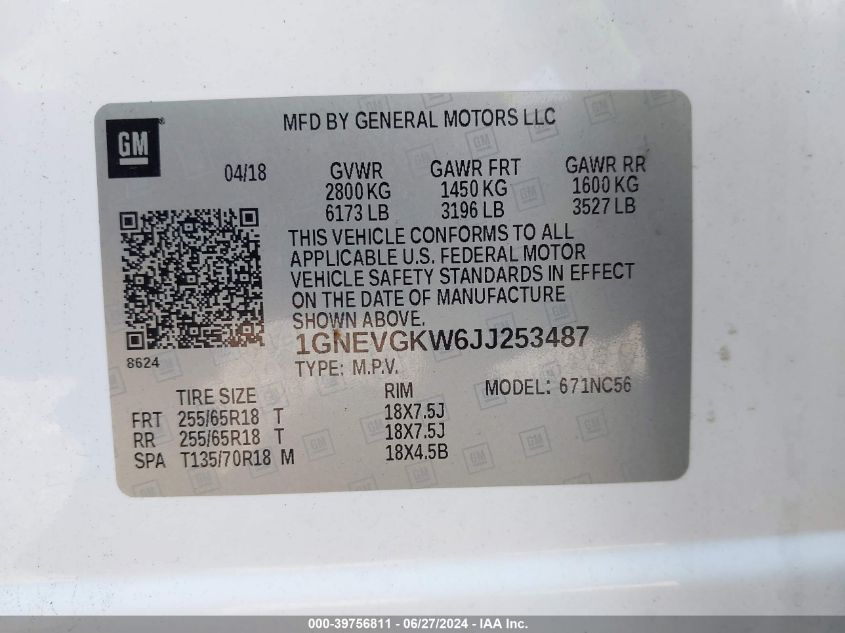 GM
MFD BY GENERAL MOTORS LLC
04/18
GVWR GAWR FRT GAWR RR
2800 KG 1450 KG 1600 KG
6173 LB 3196 LB 3527 LB
THIS VEHICLE CONFORMS TO ALL
APPLICABLE U.S. FEDERAL MOTOR
VEHICLE SAFETY STANDARDS IN EFFECT
ON THE DATE OF MANUFACTURE
SHOWN ABOVE.
1GNEVGKW6JJ253487
8624
TYPE: M.P.V.
MODEL: 671NC56
TIRE SIZE RIM
FRT 255/65R18 T 18X7.5J
RR 255/65R18 T 18X7.5J
SPA T135/70R18 M 18X4.5B
000-39756811 - 06/27/2024 - IAA Inc.